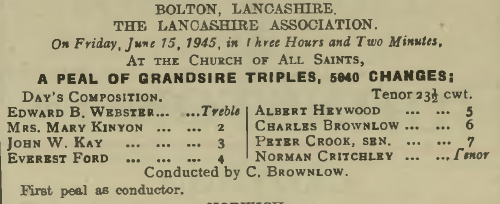 BOLTON, LANCASHIRE.
THE LANCASHIRE ASSOCIATION.
On Friday, June 15, 1945, in Three Hours and Two Minutes,
AT THE CHURCH OF ALL SAINTS,
A PEAL OF GRANDSIRE TRIPLES, 5040 CHANGES;
DAY'S COMPOSITION. Tenor 23½ cwt.
EDWARD B. WEBSTER... ...Treble
MRS. MARY KINYON ... ... 2
JOHN W. KAY ... ... ... 3
EVEREST FORD ... ... ... 4
ALBERT HEYWOOD ... ... 5
CHARLES BROWNLOW ... ... 6
PETER CROOK, SEN. ... ... 7
NORMAN CRITCHLEY ... ...Tenor
Conducted by C. BROWNLOW.
First peal as conductor.